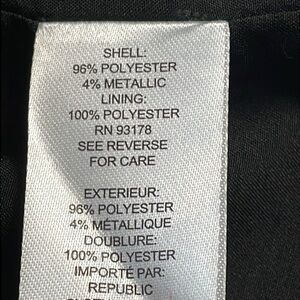 SHELL:
96% POLYESTER
4% METALLIC
LINING:
100% POLYESTER
RN 93178
SEE REVERSE
FOR CARE
EXTERIEUR:
96% POLYESTER
4% MÉTALLIQUE
DOUBLURE:
100% POLYESTER
IMPORTÉ PAR:
REPUBLIC